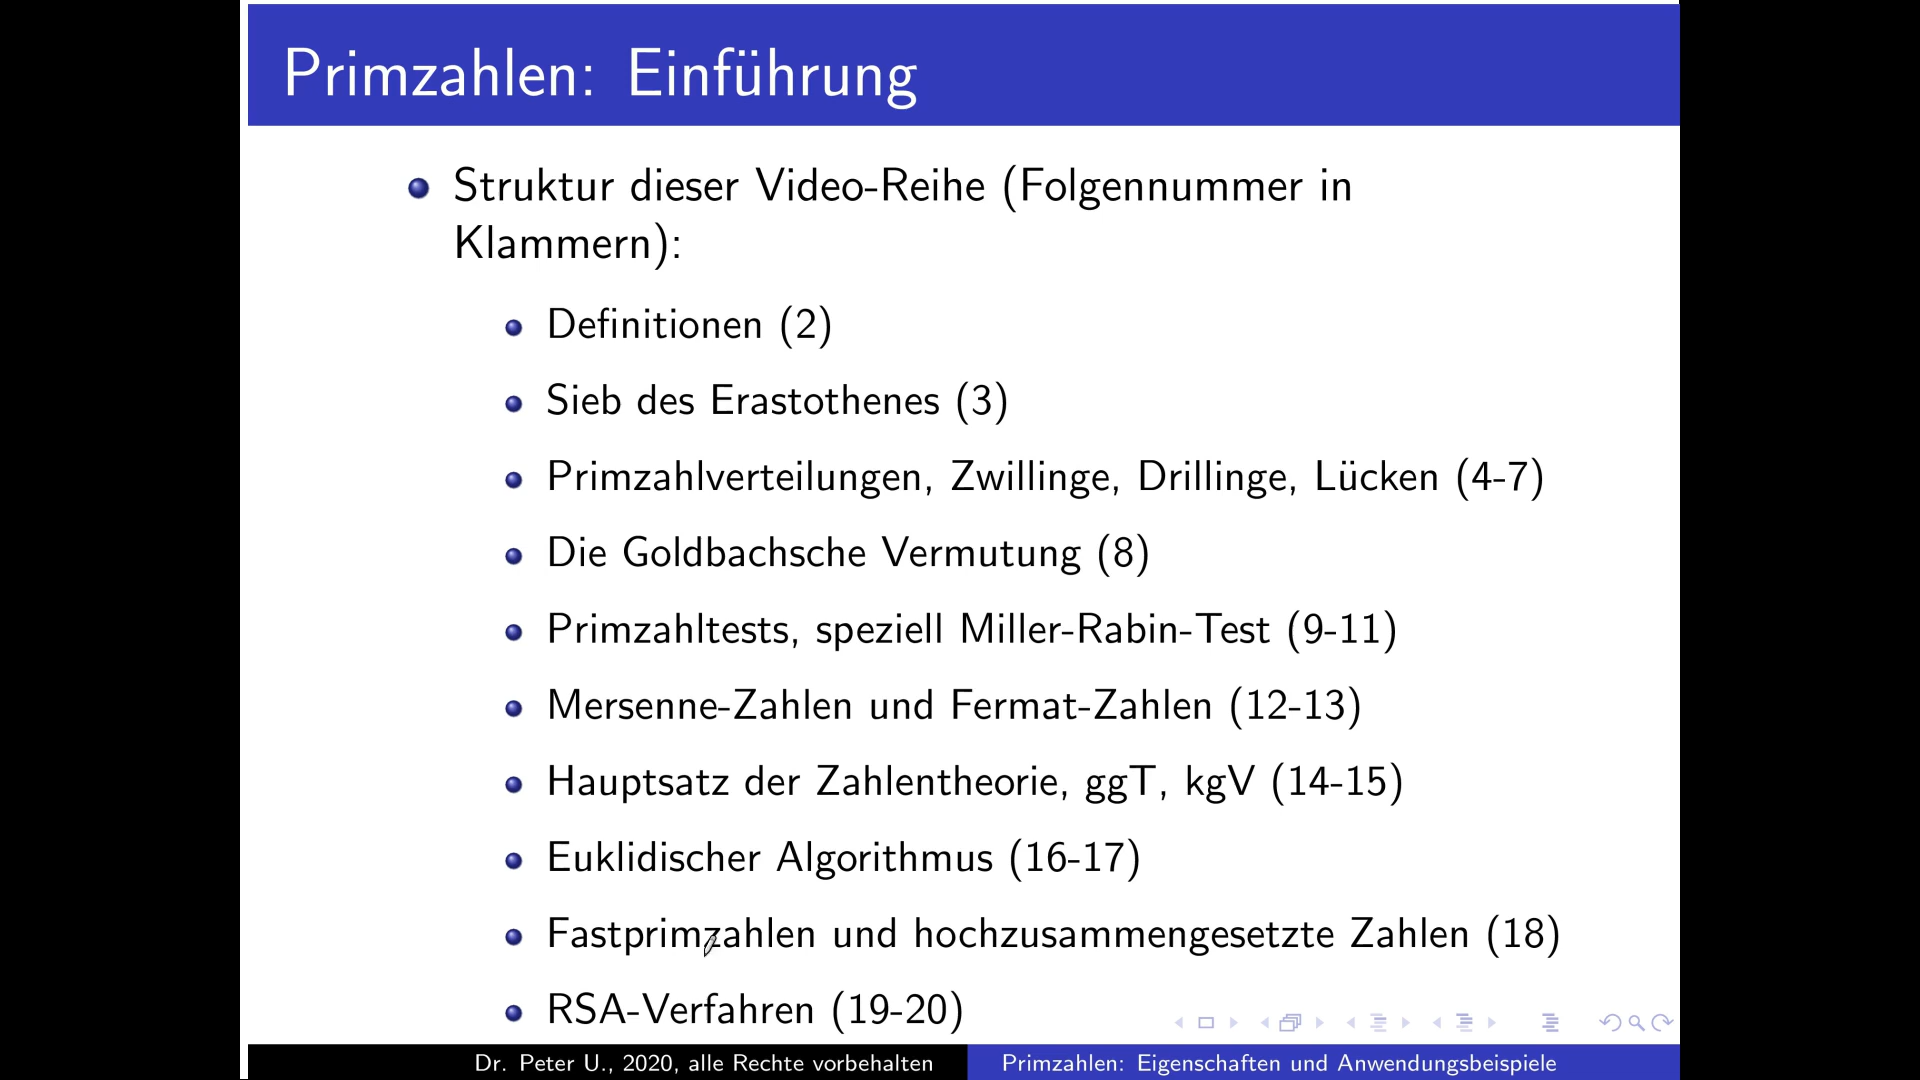 Primzahlen: Einführung
Struktur dieser Video-Reihe (Folgennummer in
Klammern):
Definitionen (2)
Sieb des Erastothenes (3)
Primzahlverteilungen, Zwillinge, Drillinge, Lücken (4-7)
Die Goldbachsche Vermutung (8)
Primzahltests, speziell Miller-Rabin-Test (9-11)
Mersenne-Zahlen und Fermat-Zahlen (12-13)
Hauptsatz der Zahlentheorie, ggT, kgV (14-15)
Euklidischer Algorithmus (16-17)
Fastprimzahlen und hochzusammengesetzte Zahlen (18)
RSA-Verfahren (19-20)
Dr. Peter U., 2020, alle Rechte vorbehalten
Primzahlen: Eigenschaften und Anwendungsbeispiele